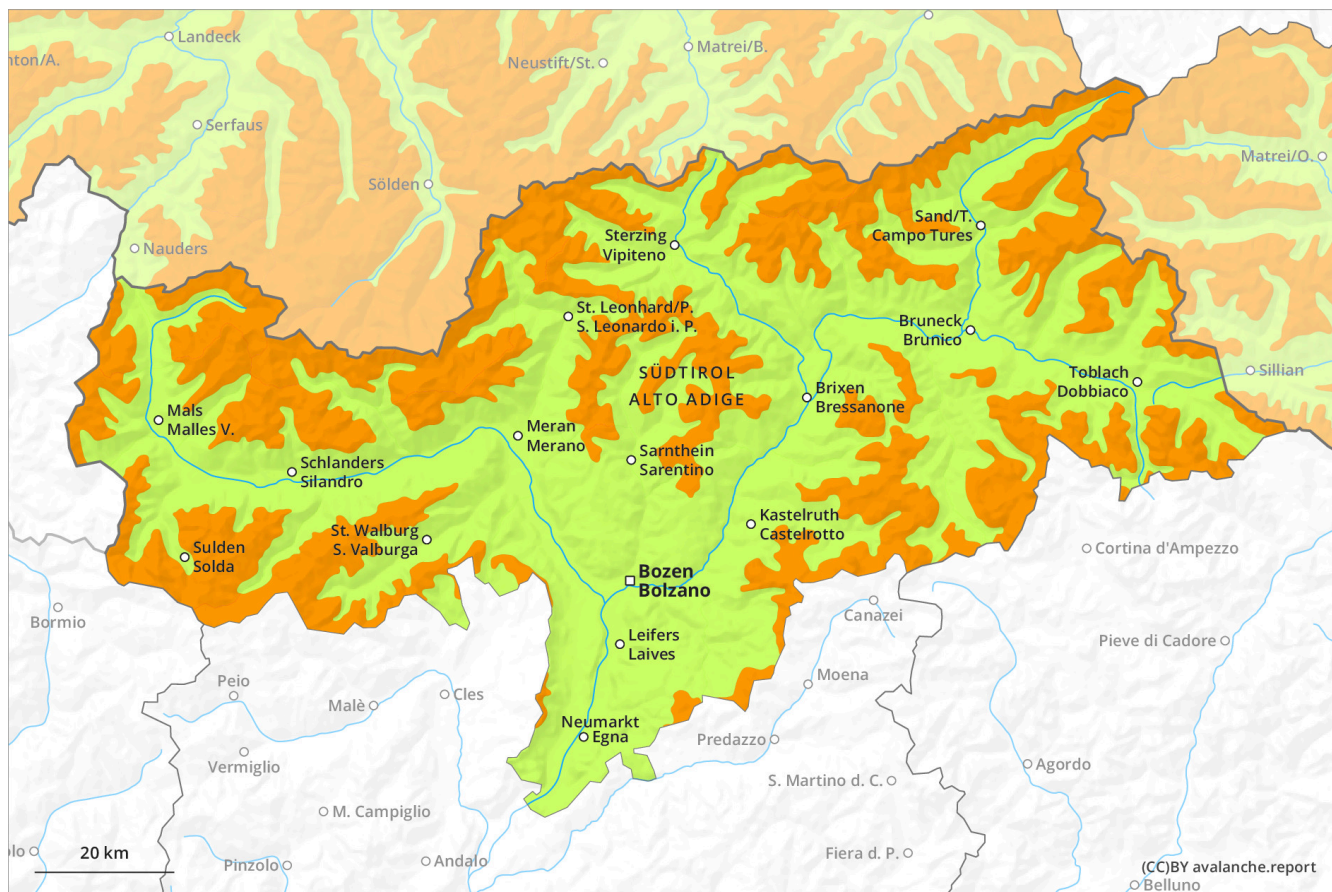 Landeck
Matrei/B.
nton/A.
Neustift/St.
Serfaus
Matrei/O.
Sölden
Sand/T.
Campo Tures
Sterzing
Vipiteno
Nauders
St. Leonhard/P.
S. Leonardo i. P.
Bruneck
Brunico
SÜDTIROL
ALTO ADIGE
Toblach
Dobbiaco
Sillian
Brixen
Bressanone
Mals
Malles V.
Meran
Merano
Sarnthein
Sarentino
Schlanders
Silandro
Kastelruth
Castelrotto
St. Walburg
S. Valburga
Sulden
Solda
Cortina d'Ampezzo
Bozen
Bolzano
Bormio
Canazei
Leifers
Laives
Pieve di Cadore
Peio
Moena
Malè
Cles
Neumarkt
Egna
Predazzo
Vermiglio
Agordo
S. Martino d. C.
M. Campiglio
olo
20 km
Pinzolo
Andalo
Fiera d. P.
(CC)BY avalanche.report
Belluno